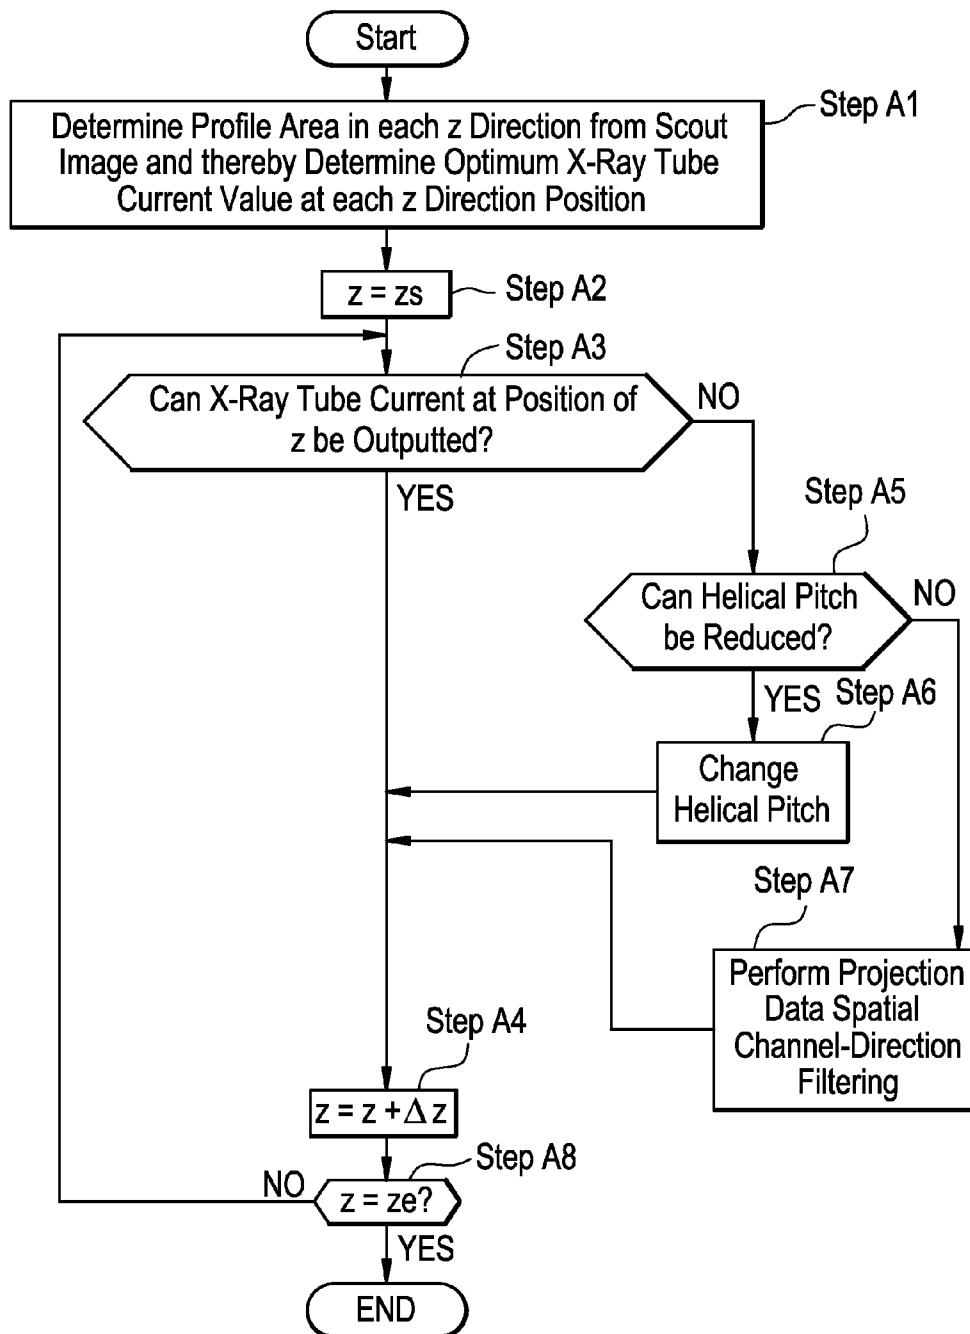 Start
Step A1
Determine Profile Area in each z Direction from Scout
Image and thereby Determine Optimum X-Ray Tube
Current Value at each z Direction Position
z = zs
Step A2
Step A3
Can X-Ray Tube Current at Position of
z be Outputted?
NO
YES
Step A5
Can Helical Pitch
be Reduced?
NO
YES
Step A6
Change
Helical Pitch
Step A7
Perform Projection
Data Spatial
Channel-Direction
Filtering
Step A4
z = z + Δ z
Step A8
NO
z = ze?
YES
END